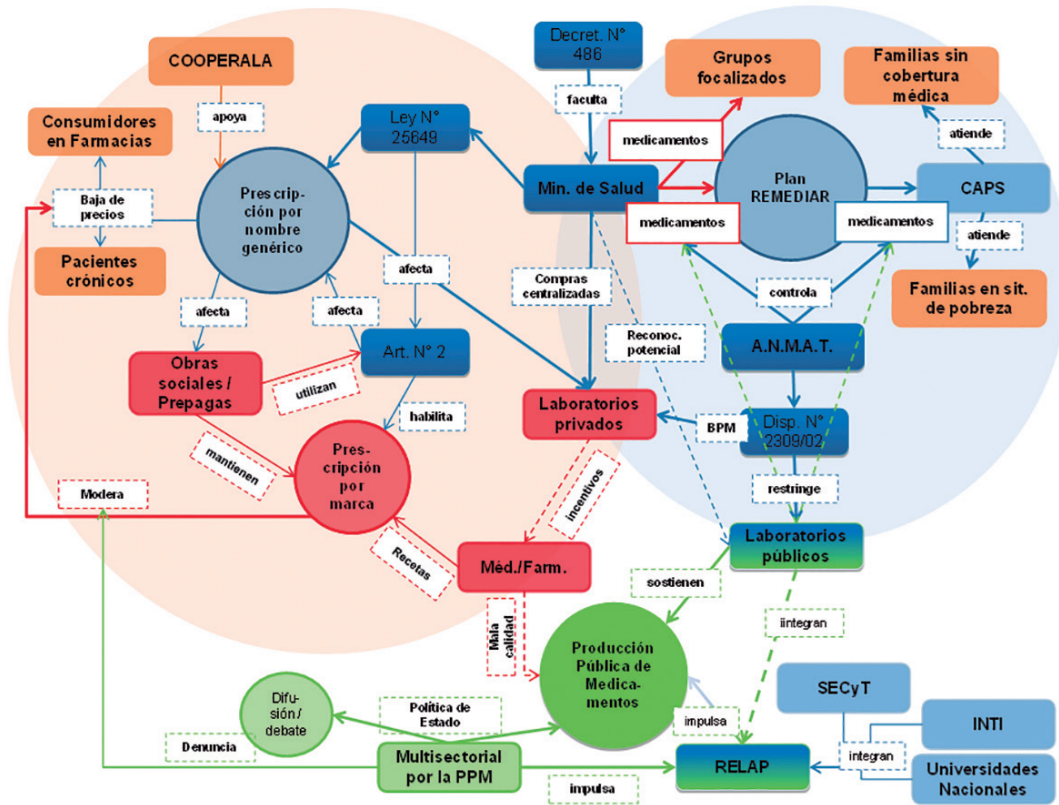 Decret. N°
486
COOPERALA
Grupos
focalizados
Familias sin
cobertura
médica
faculta
Consumidores
en Farmacias
apoya
Ley N°
25649
medicamentos
atiende
Prescrip-
ción por
nombre
genérico
Min. de Salud
Plan
REMEDIAR
CAPS
Baja de
precios
medicamentos
medicamentos
atiende
Pacientes
crónicos
afecta
Compras
centralizadas
controla
Familias en sit.
de pobreza
afecta
afecta
Reconoc.
potencial
A.N.M.A.T.
Obras
sociales /
Prepagas
utilizan
Art. N° 2
Laboratorios
privados
BPM
Disp. N°
2309/02
habilita
mantienen
Pres-
cripción
por
marca
Modera
incentivos
restringe
Laboratorios
públicos
Recetas
Méd./Farm.
sostienen
Mala
calidad
iintegran
Producción
Pública de
Medica-
mentos
SECyT
Difu-
sión /
debate
Política de
Estado
impulsa
INTI
Denuncia
Multisectorial
por la PPM
impulsa
RELAP
integran
Universidades
Nacionales